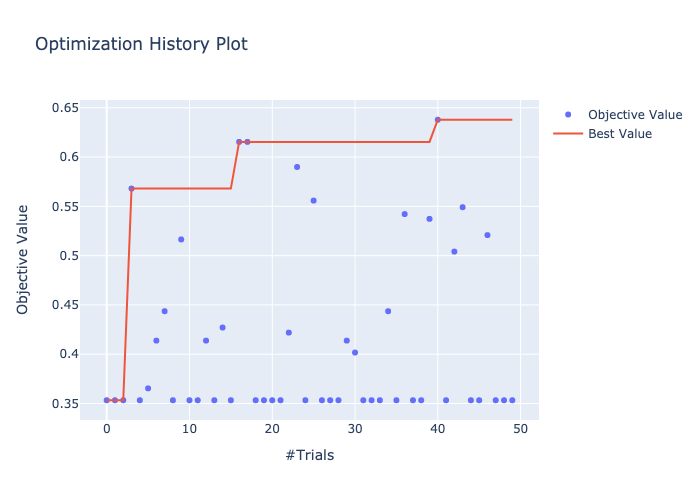 Optimization History Plot
Objective Value
0.65
0.6
0.55
0.5
0.45
0.4
0.35
0
10
20
30
40
50
#Trials
Objective Value
Best Value